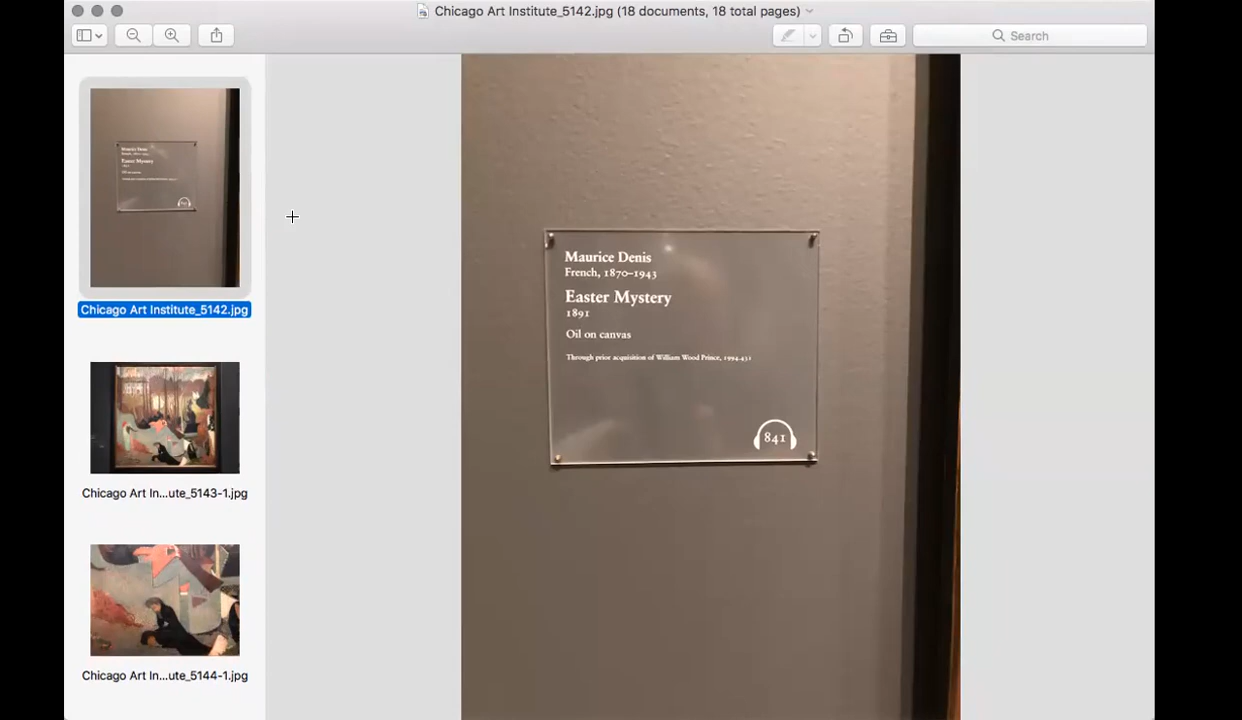 Chicago Art Institute_5142.jpg (18 documents, 18 total pages)
Search
Chicago Art Institute_5142.jpg
Chicago Art In...ute_5143-1.jpg
Chicago Art In...ute_5144-1.jpg
Maurice Denis
French, 1870–1943
Easter Mystery
1891
Oil on canvas
Through prior acquisition of William Wood Prince, 1994.431
841